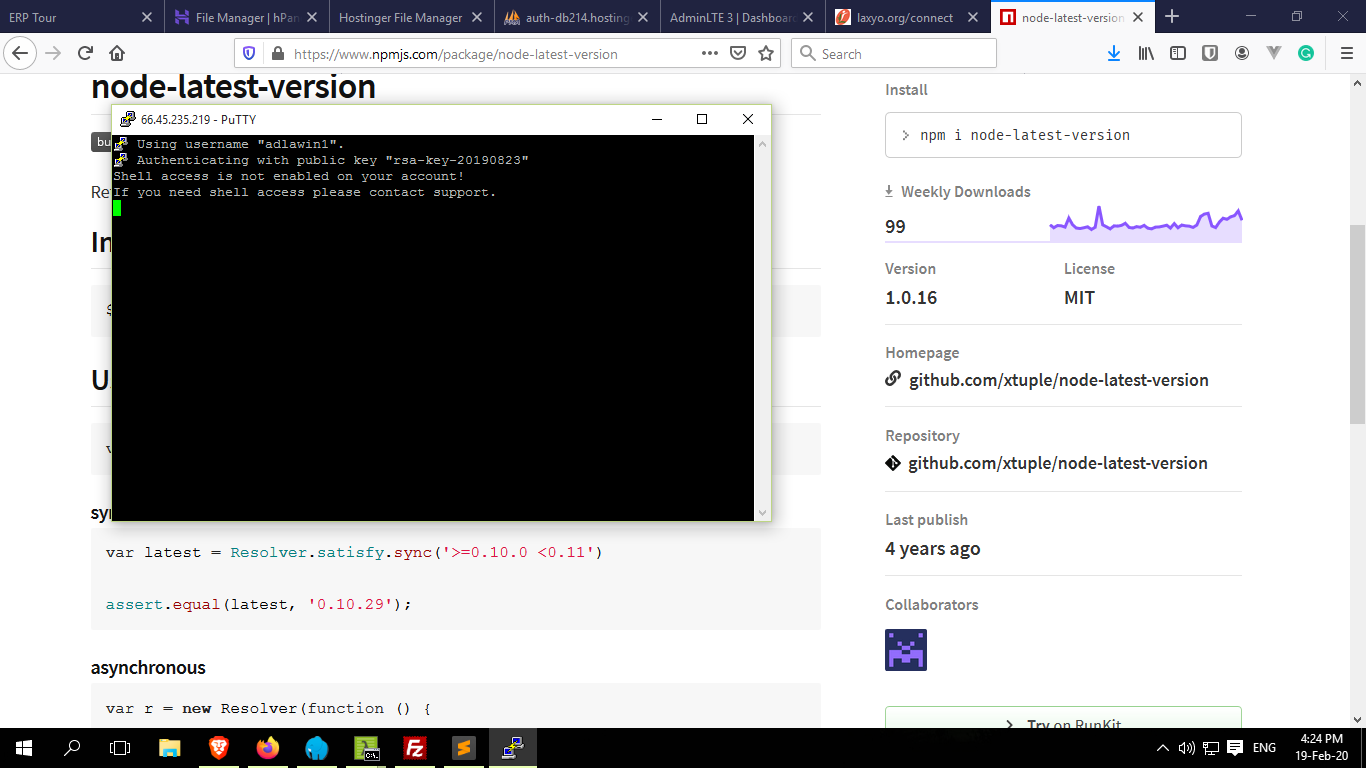 ERP Tour
File Manager | hPan
Hostinger File Manager
auth-db214.hosting
AdminLTE 3 | Dashboar
laxyo.org/connect
node-latest-version
https://www.npmjs.com/package/node-latest-version
Search
node-latest-version
bu
66.45.235.219 - PuTTY
Using username "adlawin1".
Authenticating with public key "rsa-key-20190823"
Shell access is not enabled on your account!
If you need shell access please contact support.
Re
In
$
U
v
syn
var latest = Resolver.satisfy.sync('>=0.10.0 <0.11')
assert.equal(latest, '0.10.29');
asynchronous
var r = new Resolver(function () {
Install
> npm i node-latest-version
Weekly Downloads
99
Version
License
1.0.16
MIT
Homepage
github.com/xtuple/node-latest-version
Repository
github.com/xtuple/node-latest-version
Last publish
4 years ago
Collaborators
Try on RunKit
ENG
4:24 PM
19-Feb-20